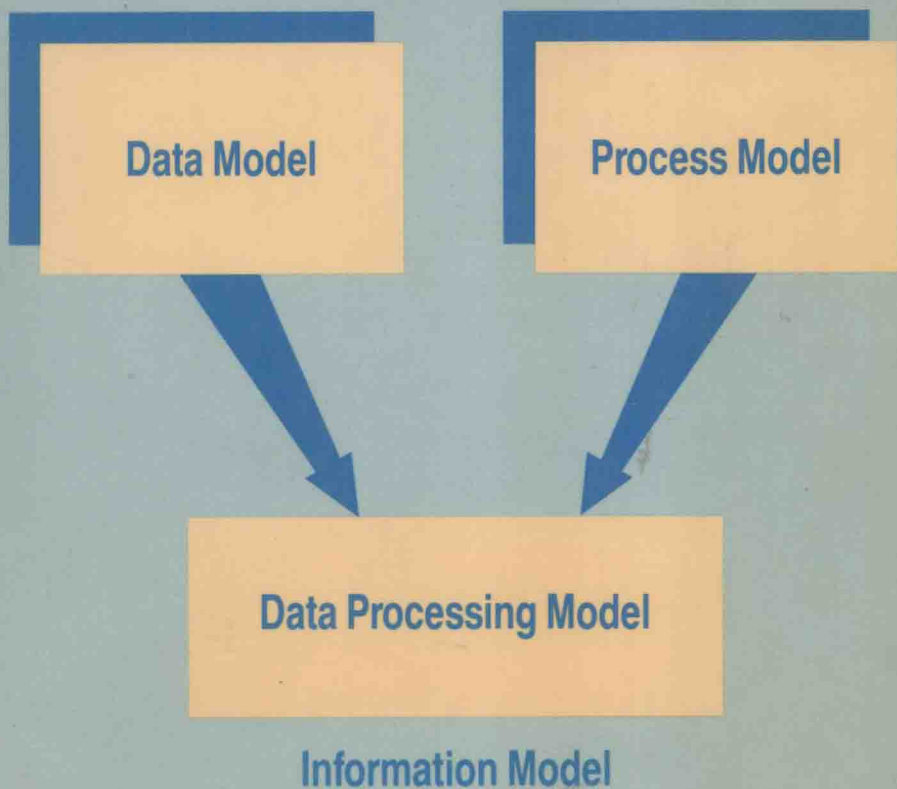 Data Model
Process Model
Data Processing Model
Information Model